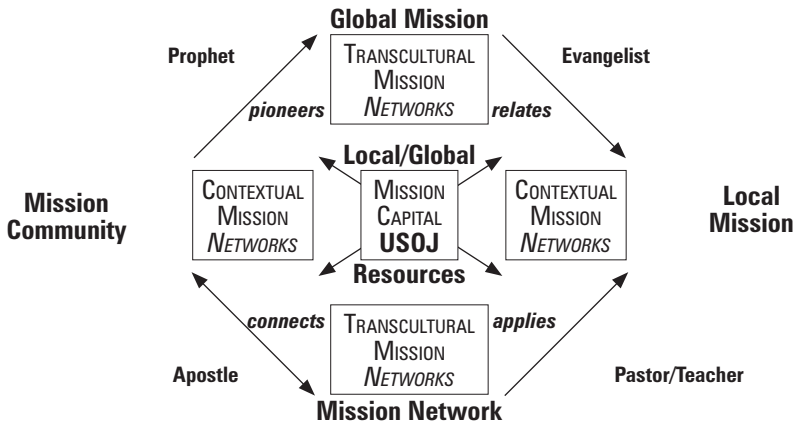 Global Mission
Prophet
TRANSCULTURAL
MISSION
NETWORKS
Evangelist
pioneers
relates
Local/Global
Mission
Community
CONTEXTUAL
MISSION
NETWORKS
MISSION
CAPITAL
USOJ
CONTEXTUAL
MISSION
NETWORKS
Local
Mission
Resources
connects
TRANSCULTURAL
MISSION
NETWORKS
applies
Apostle
Pastor/Teacher
Mission Network